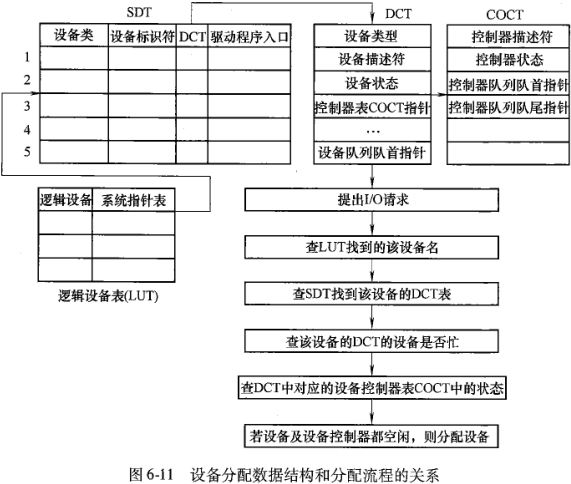 SDT
DCT
COCT
设备类 设备标识符 DCT 驱动程序入口
1
2
3
4
5
设备类型
设备描述符
设备状态
控制器表COCT指针
…
设备队列队首指针
控制器描述符
控制器状态
控制器队列队首指针
控制器队列队尾指针
逻辑设备 系统指针表
逻辑设备表(LUT)
提出I/O请求
查LUT找到的该设备名
查SDT找到该设备的DCT表
查该设备的DCT的设备是否忙
查DCT中对应的设备控制器表COCT中的状态
若设备及设备控制器都空闲，则分配设备
图 6-11 设备分配数据结构和分配流程的关系